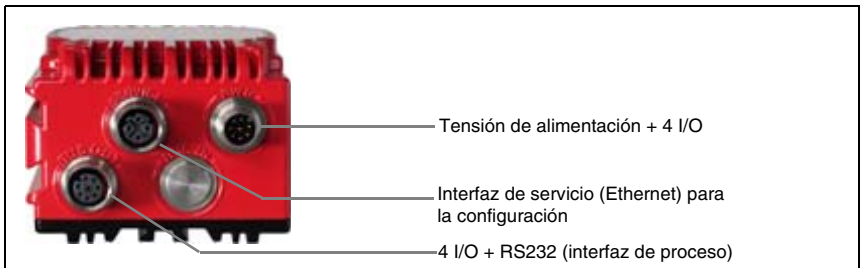 Tensión de alimentación + 4 I/O
Interfaz de servicio (Ethernet) para
la configuración
4 I/O + RS232 (interfaz de proceso)